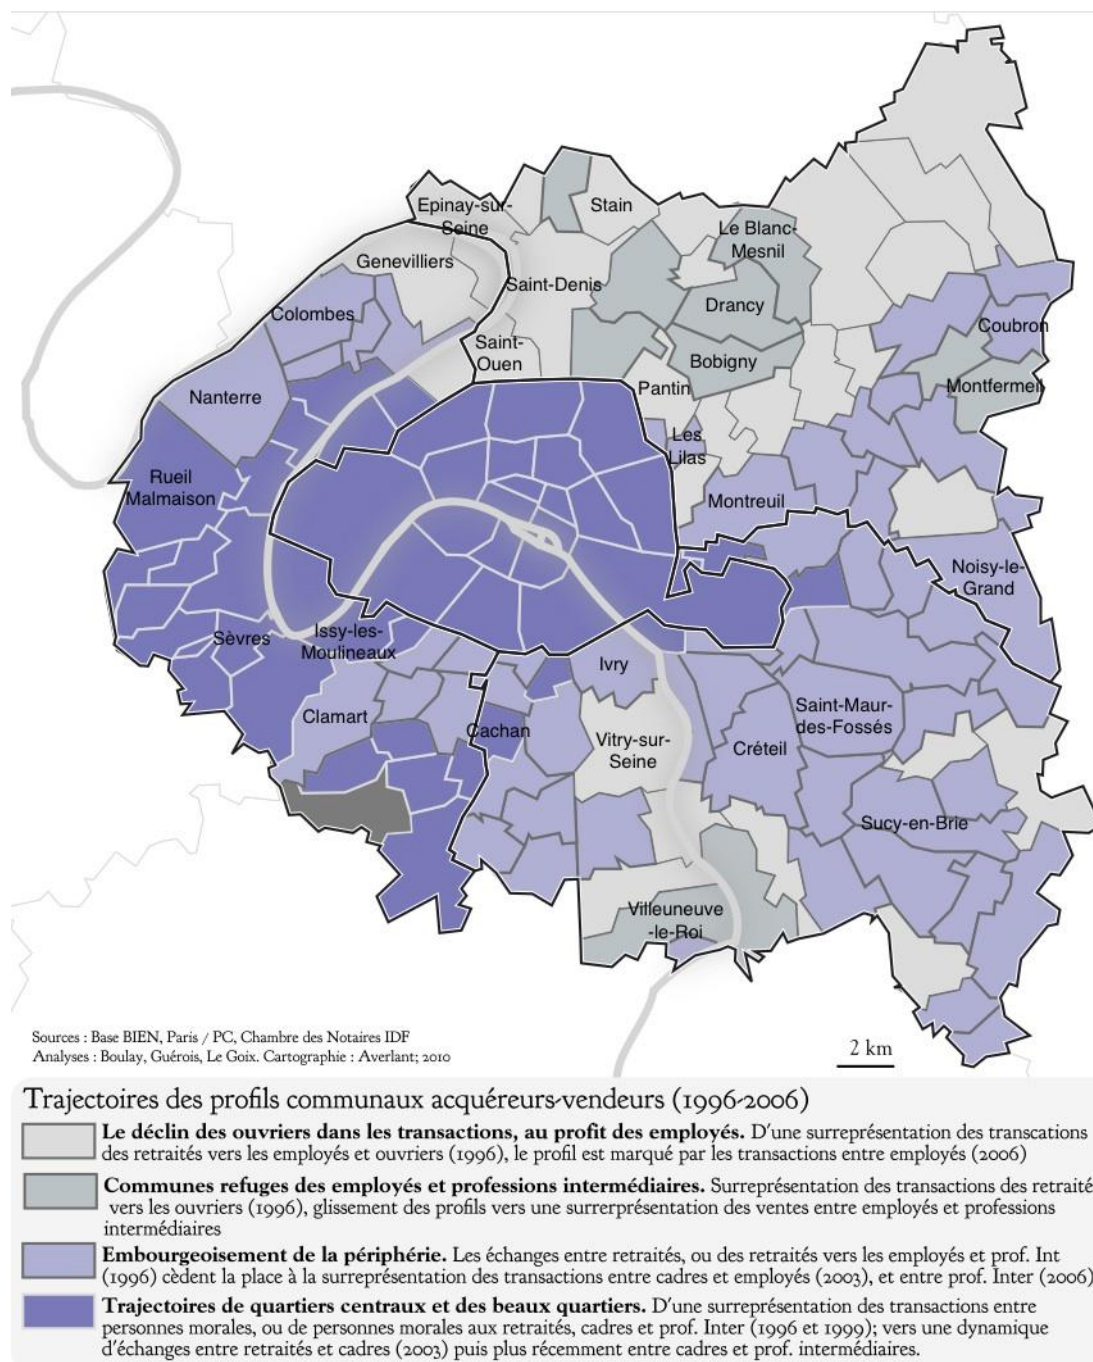 Stain
Epinay-sur-
Seine
Le Blanc-
Mesnil
Genevilliers
Saint-Denis
Drancy
Colombes
Coubron
Saint-
Ouen
Bobigny
Pantin
Montfermeil
Nanterre
Les
Lilas
Rueil
Malmaison
Montreuil
Noisy-le-
Grand
Sèvres
Issy-les-
Moulineaux
Ivry
Clamart
Cachan
Vitry-sur-
Seine
Créteil
Saint-Maur-
des-Fossés
Sucy-en-Brie
Villeuneuve
-le-Roi
Sources : Base BIEN, Paris / PC, Chambre des Notaires IDF
Analyses : Boulay, Guérois, Le Goix. Cartographie : Averlant; 2010
2 km
Trajectoires des profils communaux acquéreurs-vendeurs (1996-2006)
Le déclin des ouvriers dans les transactions, au profit des employés. D'une surreprésentation des transcations
des retraités vers les employés et ouvriers (1996), le profil est marqué par les transactions entre employés (2006)
Communes refuges des employés et professions intermédiaires. Surreprésentation des transactions des retraité
vers les ouvriers (1996), glissement des profils vers une surrerprésentation des ventes entre employés et professions
intermédiaires
Embourgeoisement de la périphérie. Les échanges entre retraités, ou des retraités vers les employés et prof. Int
(1996) cèdent la place à la surreprésentation des transactions entre cadres et employés (2003), et entre prof. Inter (2006)
Trajectoires de quartiers centraux et des beaux quartiers. D'une surreprésentation des transactions entre
personnes morales, ou de personnes morales aux retraités, cadres et prof. Inter (1996 et 1999); vers une dynamique
d'échanges entre retraités et cadres (2003) puis plus récemment entre cadres et prof. intermédiaires.